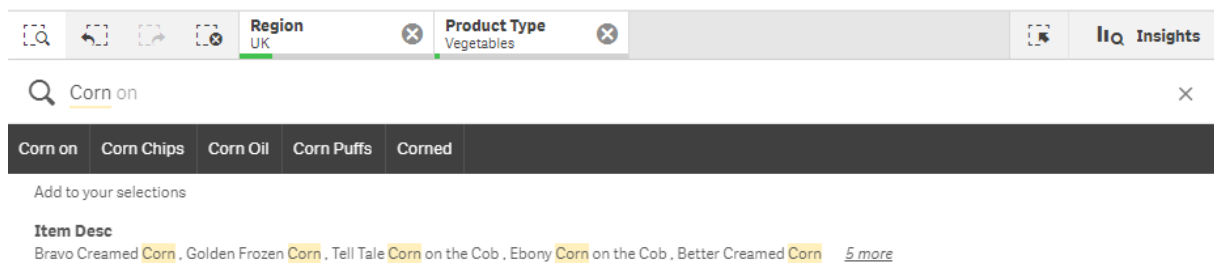 Region
UK
Product Type
Vegetables
Insights
Corn on
Corn on Corn Chips Corn Oil Corn Puffs Corned
Add to your selections
Item Desc
Bravo Creamed Corn , Golden Frozen Corn , Tell Tale Corn on the Cob , Ebony Corn on the Cob , Better Creamed Corn 5 more